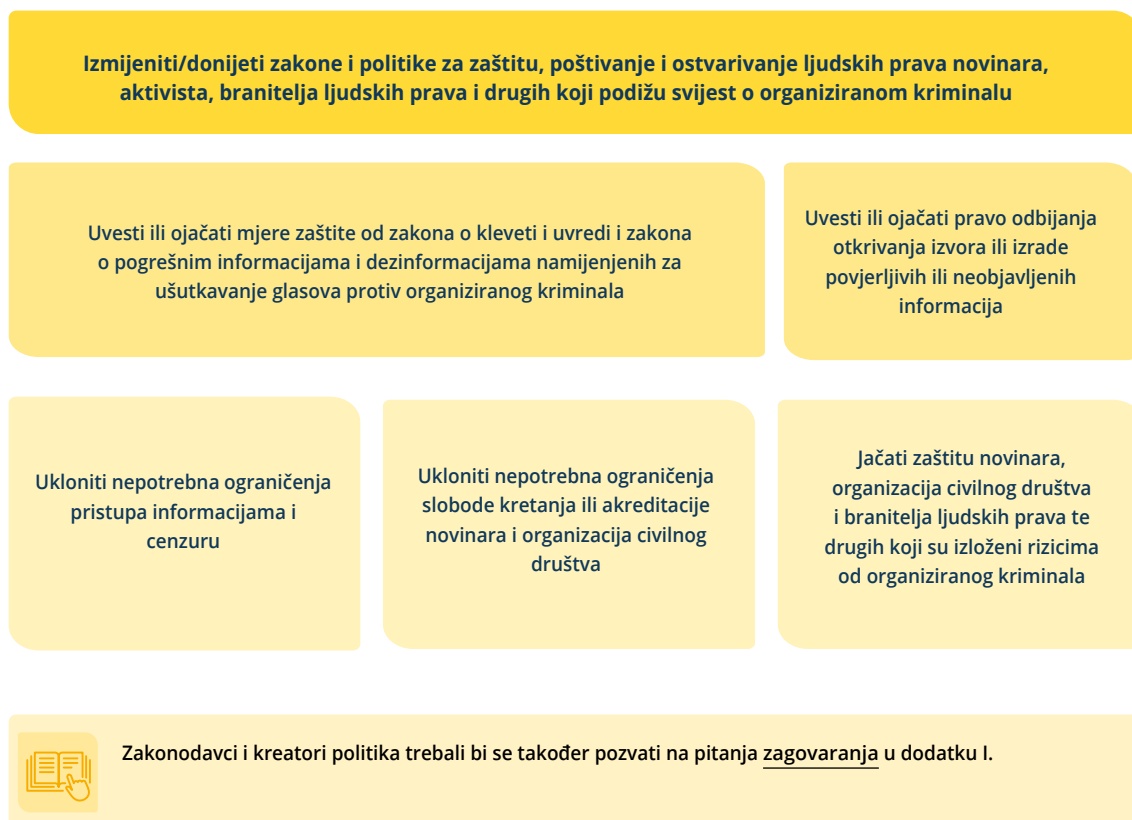 Izmijeniti/donijeti zakone i politike za zaštitu, poštivanje i ostvarivanje ljudskih prava novinara,
aktivista, branitelja ljudskih prava i drugih koji podižu svijest o organiziranom kriminalu
Uvesti ili ojačati mjere zaštite od zakona o kleveti i uvredi i zakona
o pogrešnim informacijama i dezinformacijama namijenjenih za
ušutkavanje glasova protiv organiziranog kriminala
Uvesti ili ojačati pravo odbijanja
otkrivanja izvora ili izrade
povjerljivih ili neobjavljenih
informacija
Ukloniti nepotrebna ograničenja
pristupa informacijama i
cenzuru
Ukloniti nepotrebna ograničenja
slobode kretanja ili akreditacije
novinara i organizacija civilnog
društva
Jačati zaštitu novinara,
organizacija civilnog društva
i branitelja ljudskih prava te
drugih koji su izloženi rizicima
od organiziranog kriminala
Zakonodavci i kreatori politika trebali bi se također pozvati na pitanja zagovaranja u dodatku I.